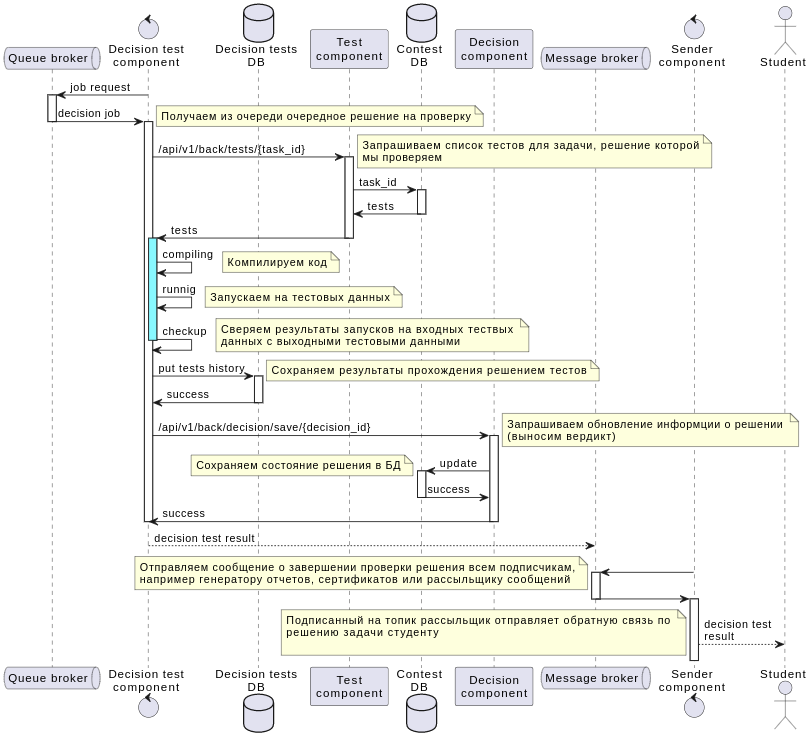 Queue broker
Decision test
component
Decision tests
DB
Test
component
Contest
DB
Decision
component
Message broker
Sender
component
Student
job request
decision job
Получаем из очереди очередное решение на проверку
/api/v1/back/tests/{task_id}
Запрашиваем список тестов для задачи, решение которой
мы проверяем
task_id
tests
tests
compiling
Компилируем код
runnig
Запускаем на тестовых данных
checkup
Сверяем результаты запусков на входных тествых
данных с выходными тестовыми данными
put tests history
Сохраняем результаты прохождения решением тестов
success
/api/v1/back/decision/save/{decision_id}
Запрашиваем обновление информции о решении
(выносим вердикт)
Сохраняем состояние решения в БД
update
success
success
decision test result
Отправляем сообщение о завершении проверки решения всем подписчикам,
например генератору отчетов, сертификатов или рассыльщику сообщений
Подписанный на топик рассыльщик отправляет обратную связь по
решению задачи студенту
decision test
result
Queue broker
Decision test
component
Decision tests
DB
Test
component
Contest
DB
Decision
component
Message broker
Sender
component
Student